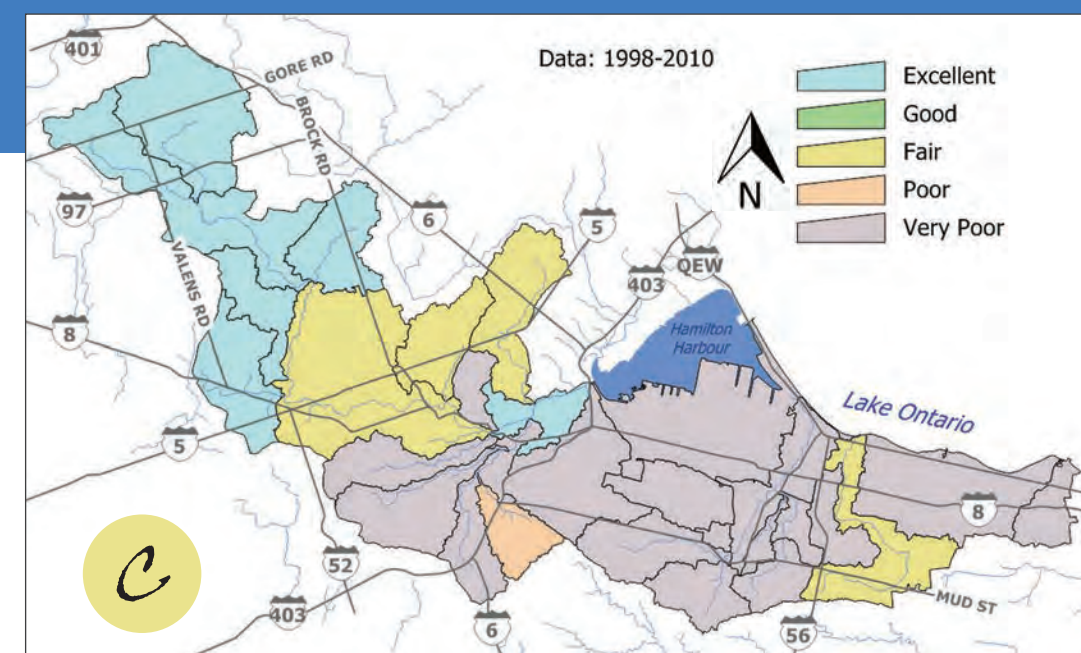 401
GORE RD
Data: 1998-2010
Excellent
Good
Fair
Poor
Very Poor
N
BROCK RD
97
6
5
VALENS RD
403
QEW
8
Hamilton
Harbour
Lake Ontario
5
8
C
52
403
6
56
MUD ST